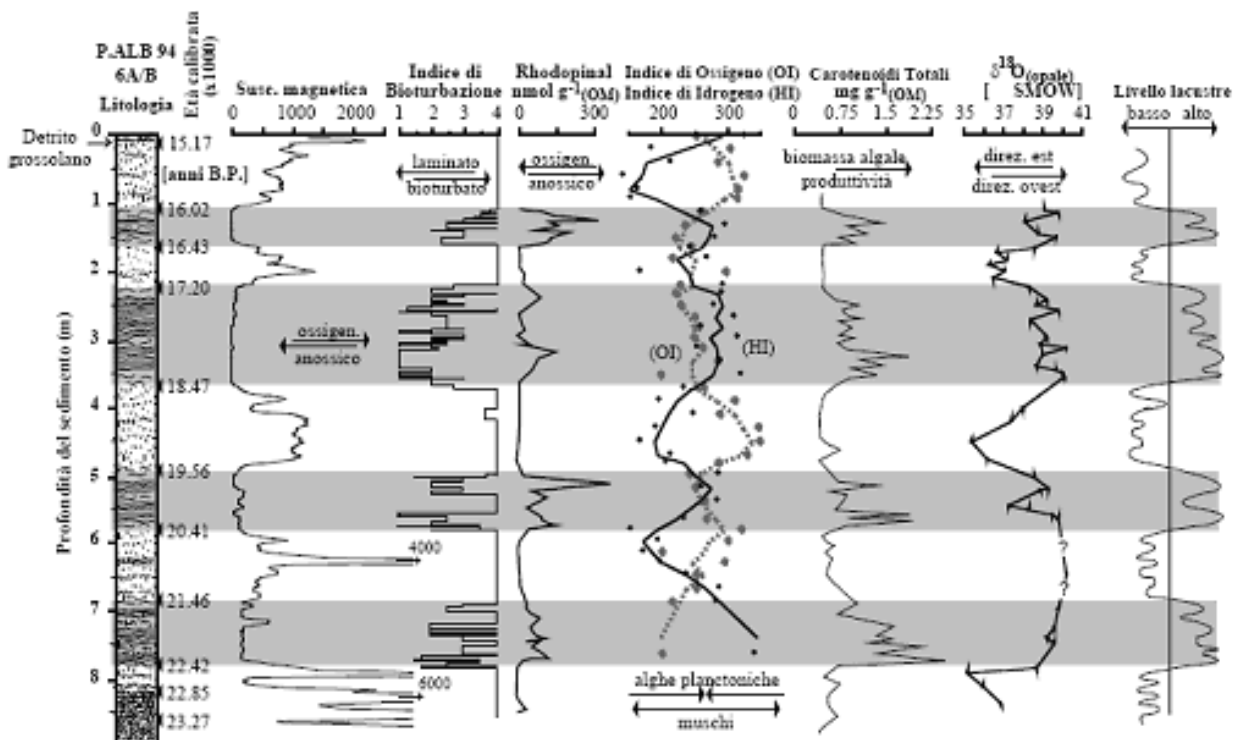 P.ALB 94
6A/B
Litologia
Età calibrata
(x 1000)
Susc. magnetica
0 1000 2000
Indice di
Bioturbazione
1 2 3 4
Rhodopinal
nmol g-1(OM)
0 300
Indice di Ossigeno (OI)
Indice di Idrogeno (HI)
200 300
Carotenoidi Totali
mg g-1(OM)
0 0.75 1.5 2.25
δ18O(opale)
[ SMOW]
35 37 39 41
Livello lacustre
basso alto
Detrito
grossolano
[anni B.P.]
laminato
bioturbato
ossigen.
anossico
biomassa algale
produttività
direz. est
direz. ovest
Profondità del sedimento (m)
0
1
2
3
4
5
6
7
8
15.17
16.02
16.43
17.20
18.47
19.56
20.41
21.46
22.42
22.85
23.27
ossigen.
anossico
(OI)
(HI)
4000
6000
?
?
alghe planctoniche
muschi